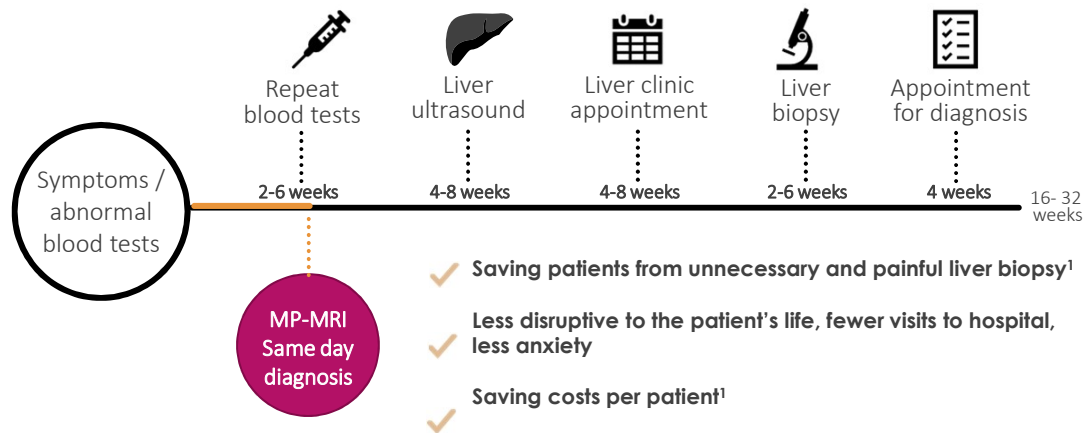 Repeat
blood tests
Liver
ultrasound
Liver clinic
appointment
Liver
biopsy
Appointment
for diagnosis
Symptoms /
abnormal
blood tests
2-6 weeks
4-8 weeks
4-8 weeks
2-6 weeks
4 weeks
16- 32
weeks
MP-MRI
Same day
diagnosis
Saving patients from unnecessary and painful liver biopsy¹
Less disruptive to the patient’s life, fewer visits to hospital,
less anxiety
Saving costs per patient¹